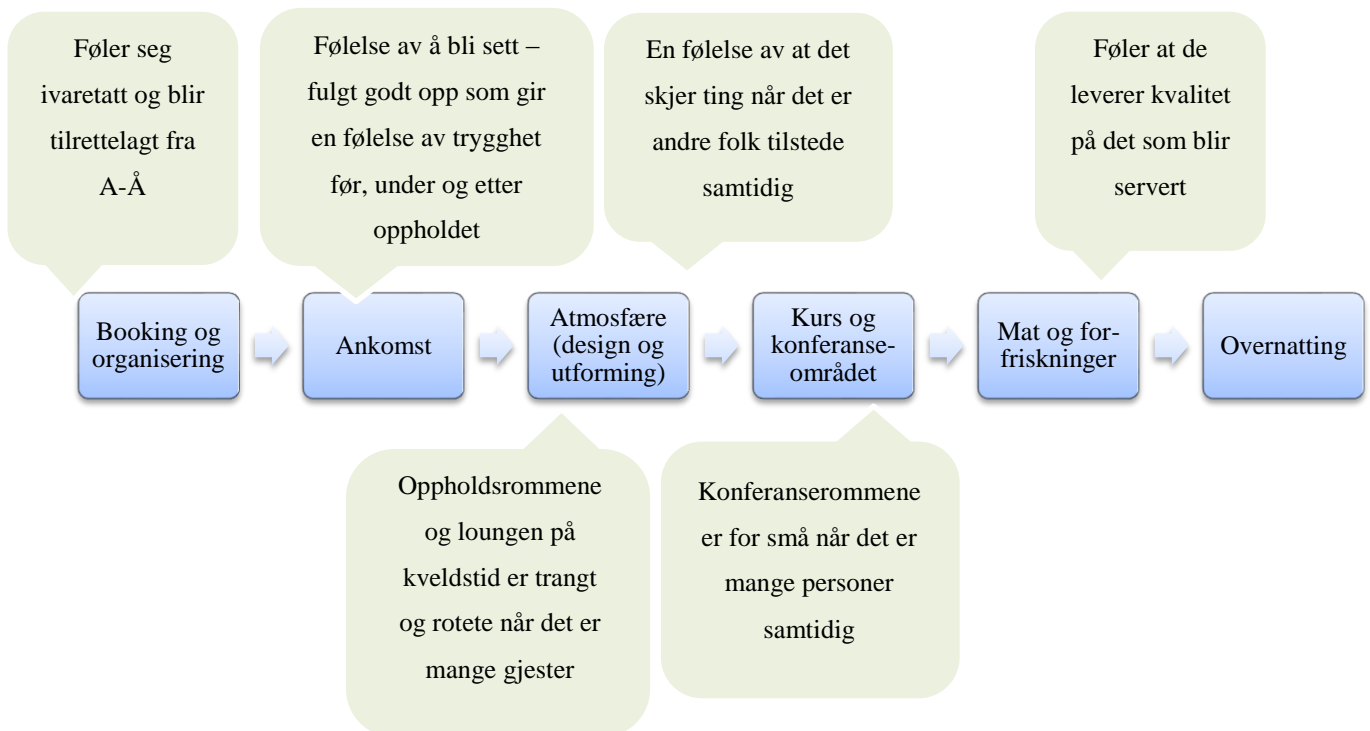 Føler seg
ivaretatt og blir
tilrettelagt fra
A-Å
Følelse av å bli sett –
fulgt godt opp som gir
en følelse av trygghet
før, under og etter
oppholdet
En følelse av at det
skjer ting når det er
andre folk tilstede
samtidig
Føler at de
leverer kvalitet
på det som blir
servert
Booking og
organisering
Ankomst
Atmosfære
(design og
utforming)
Kurs og
konferanse-
området
Mat og for-
friskninger
Overnatting
Oppholdsrommene
og loungen på
kveldstid er trangt
og rotete når det er
mange gjester
Konferanserommene
er for små når det er
mange personer
samtidig